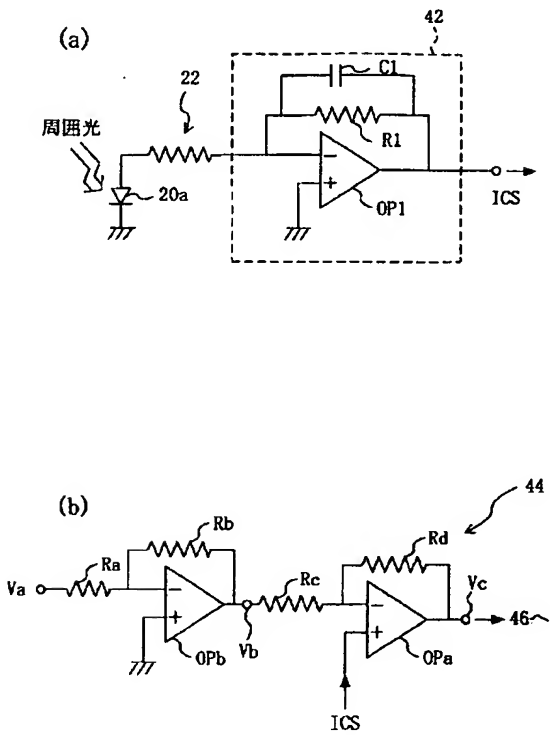 (a)
42
C1
22
R1
周囲光
20a
OP1
ICS
(b)
44
Rb
Rd
Ra
Rc
Vc
Va
46
Vb
OPb
OPa
ICS